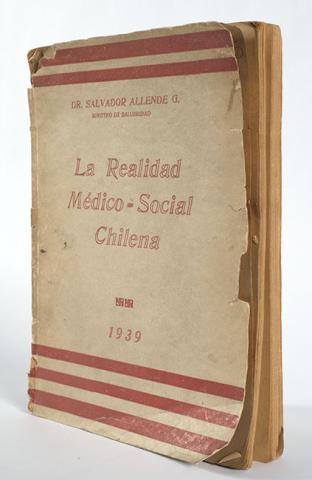 DR. SALVADOR ALLENDE G.
MINISTRO DE SALUBRIDAD
La Realidad
Médico-Social
Chilena
1939